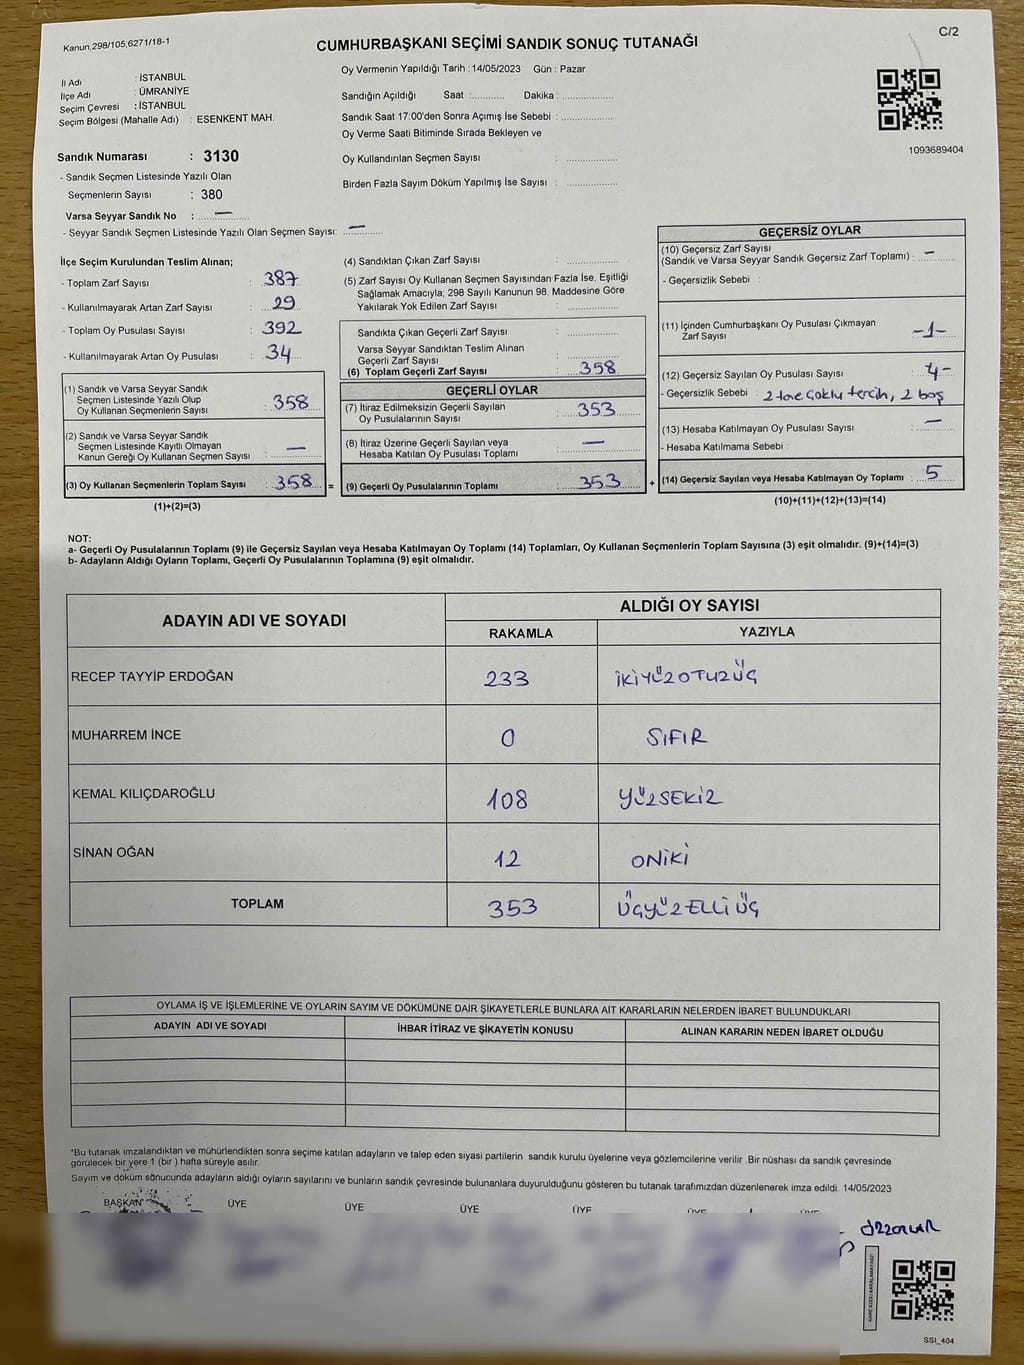 Kanun;298/105;6271/18-1
C/2
CUMHURBAŞKANI SEÇİMİ SANDIK SONUÇ TUTANAĞI
Oy Vermenin Yapıldığı Tarih :14/05/2023 Gün : Pazar
İl Adı : İSTANBUL
İlçe Adı : ÜMRANİYE
Seçim Çevresi : İSTANBUL
Seçim Bölgesi (Mahalle Adı) : ESENKENT MAH.
Sandığın Açıldığı Saat :........... Dakika : ................
Sandık Saat 17:00'den Sonra Açımış İse Sebebi : ................
Oy Verme Saati Bitiminde Sırada Bekleyen ve
Oy Kullandırılan Seçmen Sayısı : ................
Birden Fazla Sayım Döküm Yapılmış İse Sayısı : ................
1093689404
Sandık Numarası : 3130
- Sandık Seçmen Listesinde Yazılı Olan
Seçmenlerin Sayısı : 380
Varsa Seyyar Sandık No : —
- Seyyar Sandık Seçmen Listesinde Yazılı Olan Seçmen Sayısı: —
İlçe Seçim Kurulundan Teslim Alınan;
- Toplam Zarf Sayısı : 387
- Kullanılmayarak Artan Zarf Sayısı : 29
- Toplam Oy Pusulası Sayısı : 392
- Kullanılmayarak Artan Oy Pusulası : 34
(1) Sandık ve Varsa Seyyar Sandık
Seçmen Listesinde Yazılı Olup
Oy Kullanan Seçmenlerin Sayısı : 358
(2) Sandık ve Varsa Seyyar Sandık
Seçmen Listesinde Kayıtlı Olmayan
Kanun Gereği Oy Kullanan Seçmen Sayısı : —
(3) Oy Kullanan Seçmenlerin Toplam Sayısı : 358 =
(1)+(2)=(3)
(4) Sandıktan Çıkan Zarf Sayısı : ................
(5) Zarf Sayısı Oy Kullanan Seçmen Sayısından Fazla İse, Eşitliği
Sağlamak Amacıyla; 298 Sayılı Kanunun 98. Maddesine Göre
Yakılarak Yok Edilen Zarf Sayısı : ................
Sandıkta Çıkan Geçerli Zarf Sayısı : ................
Varsa Seyyar Sandıktan Teslim Alınan
Geçerli Zarf Sayısı : ................
(6) Toplam Geçerli Zarf Sayısı : 358
GEÇERLİ OYLAR
(7) İtiraz Edilmeksizin Geçerli Sayılan
Oy Pusulalarının Sayısı : 353
(8) İtiraz Üzerine Geçerli Sayılan veya
Hesaba Katılan Oy Pusulası Toplamı : —
(9) Geçerli Oy Pusulalarının Toplamı : 353 +
GEÇERSİZ OYLAR
(10) Geçersiz Zarf Sayısı
(Sandık ve Varsa Seyyar Sandık Geçersiz Zarf Toplamı) : —
- Geçersizlik Sebebi :
(11) İçinden Cumhurbaşkanı Oy Pusulası Çıkmayan
Zarf Sayısı : -1-
(12) Geçersiz Sayılan Oy Pusulası Sayısı : 4-
- Geçersizlik Sebebi : 2 tane çoklu tercih, 2 boş
(13) Hesaba Katılmayan Oy Pusulası Sayısı : —
- Hesaba Katılmama Sebebi :
(14) Geçersiz Sayılan veya Hesaba Katılmayan Oy Toplamı : 5
(10)+(11)+(12)+(13)=(14)
NOT:
a- Geçerli Oy Pusulalarının Toplamı (9) ile Geçersiz Sayılan veya Hesaba Katılmayan Oy Toplamı (14) Toplamları, Oy Kullanan Seçmenlerin Toplam Sayısına (3) eşit olmalıdır. (9)+(14)=(3)
b- Adayların Aldığı Oyların Toplamı, Geçerli Oy Pusulalarının Toplamına (9) eşit olmalıdır.
ADAYIN ADI VE SOYADI
ALDIĞI OY SAYISI
RAKAMLA YAZIYLA
RECEP TAYYİP ERDOĞAN 233 İKİYÜZOTUZÜÇ
MUHARREM İNCE 0 SIFIR
KEMAL KILIÇDAROĞLU 108 YÜZSEKİZ
SİNAN OĞAN 12 ONİKİ
TOPLAM 353 ÜÇYÜZELLİÜÇ
OYLAMA İŞ VE İŞLEMLERİNE VE OYLARIN SAYIM VE DÖKÜMÜNE DAİR ŞİKAYETLERLE BUNLARA AİT KARARLARIN NELERDEN İBARET BULUNDUKLARI
ADAYIN ADI VE SOYADI İHBAR İTİRAZ VE ŞİKAYETİN KONUSU ALINAN KARARIN NEDEN İBARET OLDUĞU
*Bu tutanak imzalandıktan ve mühürlendikten sonra seçime katılan adayların ve talep eden siyasi partilerin sandık kurulu üyelerine veya gözlemcilerine verilir .Bir nüshası da sandık çevresinde
görülecek bir yere 1 (bir ) hafta süreyle asılır.
Sayım ve döküm sonucunda adayların aldığı oyların sayılarını ve bunların sandık çevresinde bulunanlara duyurulduğunu gösteren bu tutanak tarafımızdan düzenlenerek imza edildi. 14/05/2023
BAŞKAN ÜYE ÜYE ÜYE ÜYE ÜYE ÜYE
SSI_404